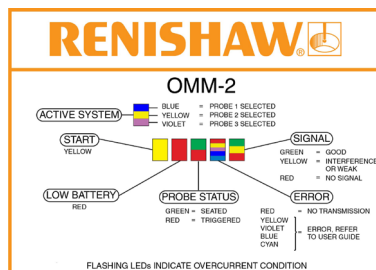 RENISHAW
OMM-2
ACTIVE SYSTEM
BLUE = PROBE 1 SELECTED
YELLOW = PROBE 2 SELECTED
VIOLET = PROBE 3 SELECTED
START
YELLOW
SIGNAL
GREEN = GOOD
YELLOW = INTERFERENCE
OR WEAK
RED = NO SIGNAL
LOW BATTERY
RED
PROBE STATUS
GREEN = SEATED
RED = TRIGGERED
ERROR
RED = NO TRANSMISSION
YELLOW
VIOLET
BLUE
CYAN
= ERROR, REFER
TO USER GUIDE
FLASHING LEDs INDICATE OVERCURRENT CONDITION